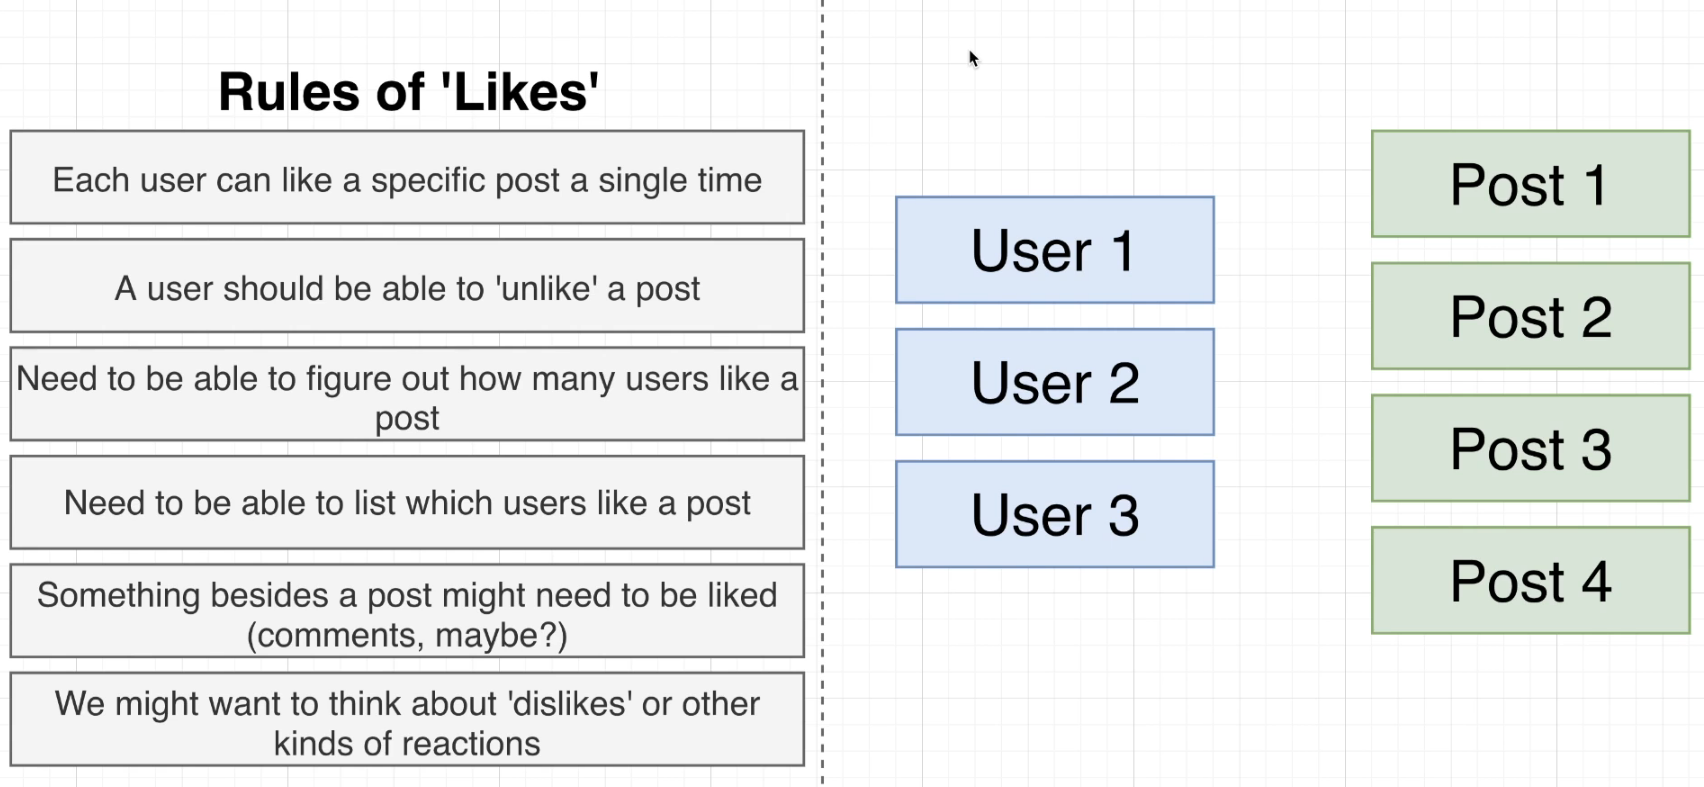 Rules of 'Likes'
Each user can like a specific post a single time
A user should be able to 'unlike' a post
Need to be able to figure out how many users like a
post
Need to be able to list which users like a post
Something besides a post might need to be liked
(comments, maybe?)
We might want to think about 'dislikes' or other
kinds of reactions
User 1
User 2
User 3
Post 1
Post 2
Post 3
Post 4